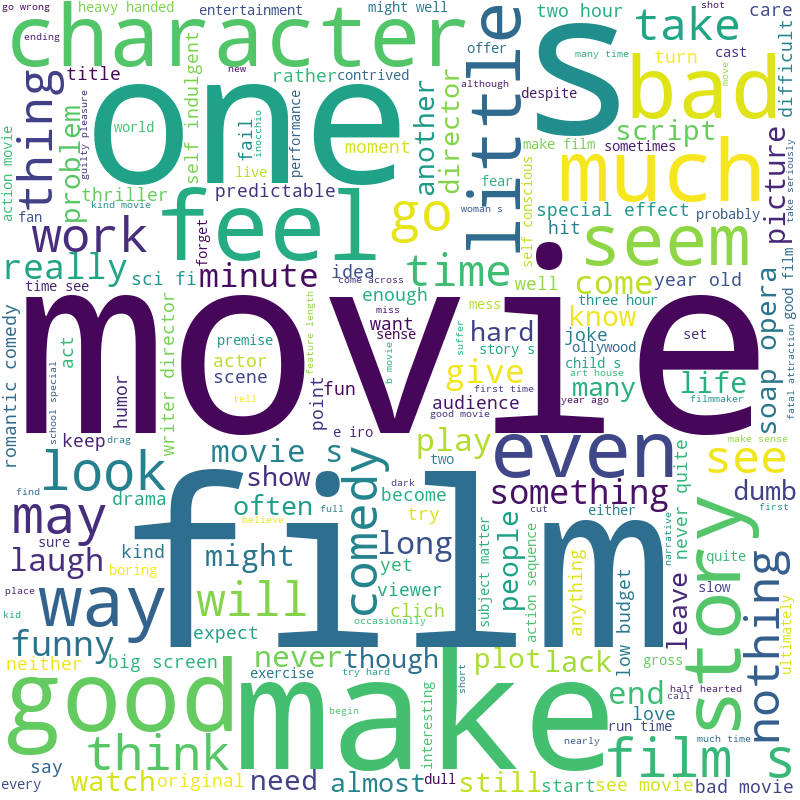 go wrong
heavy handed
entertainment
might well
two hour
shot
care
ending
character
one
little
S
take
cast
many time
offer
turn
new
although
title
rather
contrived
despite
bad
move
difficult
thing
self indulgent
fail
performance
another
director
action movie
guilty pleasure
world
inocchio
moment
make film
sometimes
script
problem
much
picture
take seriously
thriller
live
fear
fan
predictable
woman s
self conscious
special effect
probably
kind movie
feel
go
hit
work
forget
seem
really
sci fi
minute
idea
come across
time
well
come
year old
time see
enough
mess
three hour
good film
movie
romantic comedy
act
writer director
premise
feature length
miss
want
sense
hard
joke
know
set
soap opera
fatal attraction
actor
b movie
suffer
story s
ollywood
scene
child s
give
art house
many
life
school special
humor
tell
point
fun
audience
first time
year ago
filmmaker
good movie
keep
drag
e iro
movie s
play
even
make sense
see
look
show
comedy
two
find
dark
something
dumb
drama
often
become
cut
either
never quite
may
full
try
narrative
first
sure
believe
story
nothing
laugh
kind
might
long
subject matter
people
action sequence
yet
quite
boring
film
viewer
anything
low budget
leave
slow
place
way
will
clich
ultimately
kid
occasionally
funny
expect
neither
big screen
never
though
plot
lack
gross
exercise
try hard
interesting
short
half hearted
good
make
end
call
love
begin
run time
think
nearly
film s
much time
say
every
watch
original
need
almost
dull
still
start
see movie
bad movie